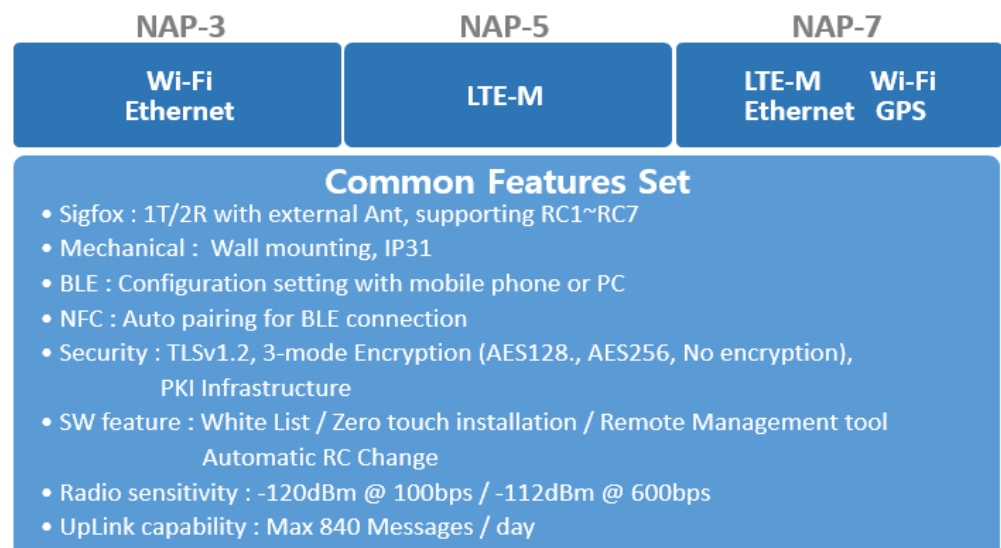 NAP-3 NAP-5 NAP-7
Wi-Fi
Ethernet
LTE-M
LTE-M Wi-Fi
Ethernet GPS
Common Features Set
• Sigfox : 1T/2R with external Ant, supporting RC1~RC7
• Mechanical : Wall mounting, IP31
• BLE : Configuration setting with mobile phone or PC
• NFC : Auto pairing for BLE connection
• Security : TLSv1.2, 3-mode Encryption (AES128., AES256, No encryption),
PKI Infrastructure
• SW feature : White List / Zero touch installation / Remote Management tool
Automatic RC Change
• Radio sensitivity : -120dBm @ 100bps / -112dBm @ 600bps
• UpLink capability : Max 840 Messages / day